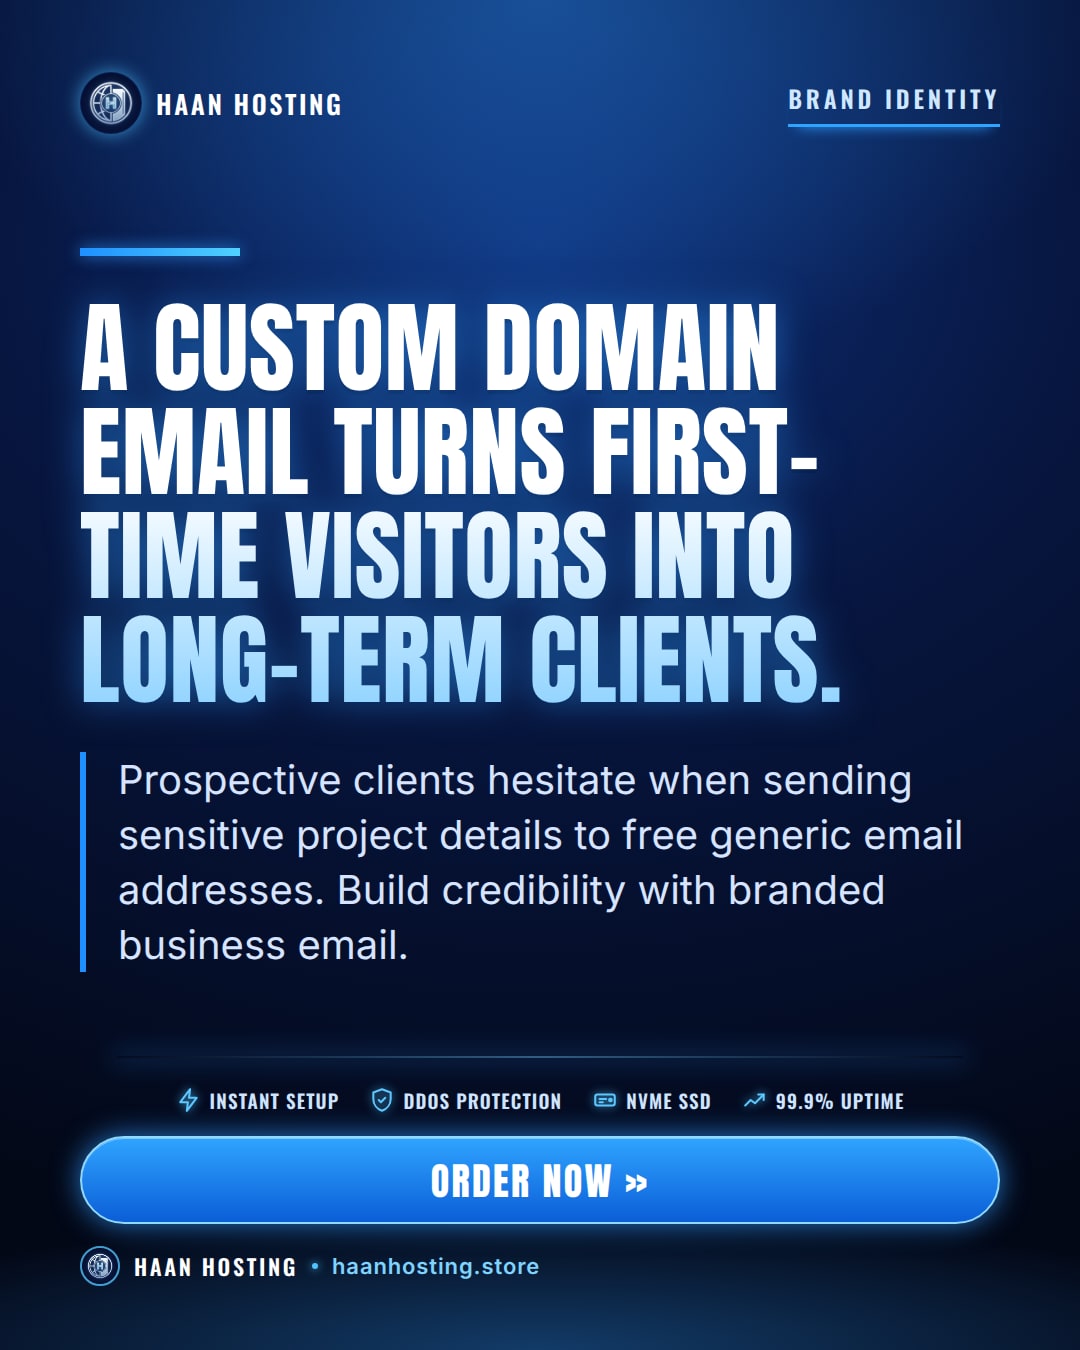 HAAN HOSTING
BRAND IDENTITY
A CUSTOM DOMAIN
EMAIL TURNS FIRST-
TIME VISITORS INTO
LONG-TERM CLIENTS.
Prospective clients hesitate when sending
sensitive project details to free generic email
addresses. Build credibility with branded
business email.
INSTANT SETUP DDOS PROTECTION NVME SSD 99.9% UPTIME
ORDER NOW »
HAAN HOSTING • haanhosting.store